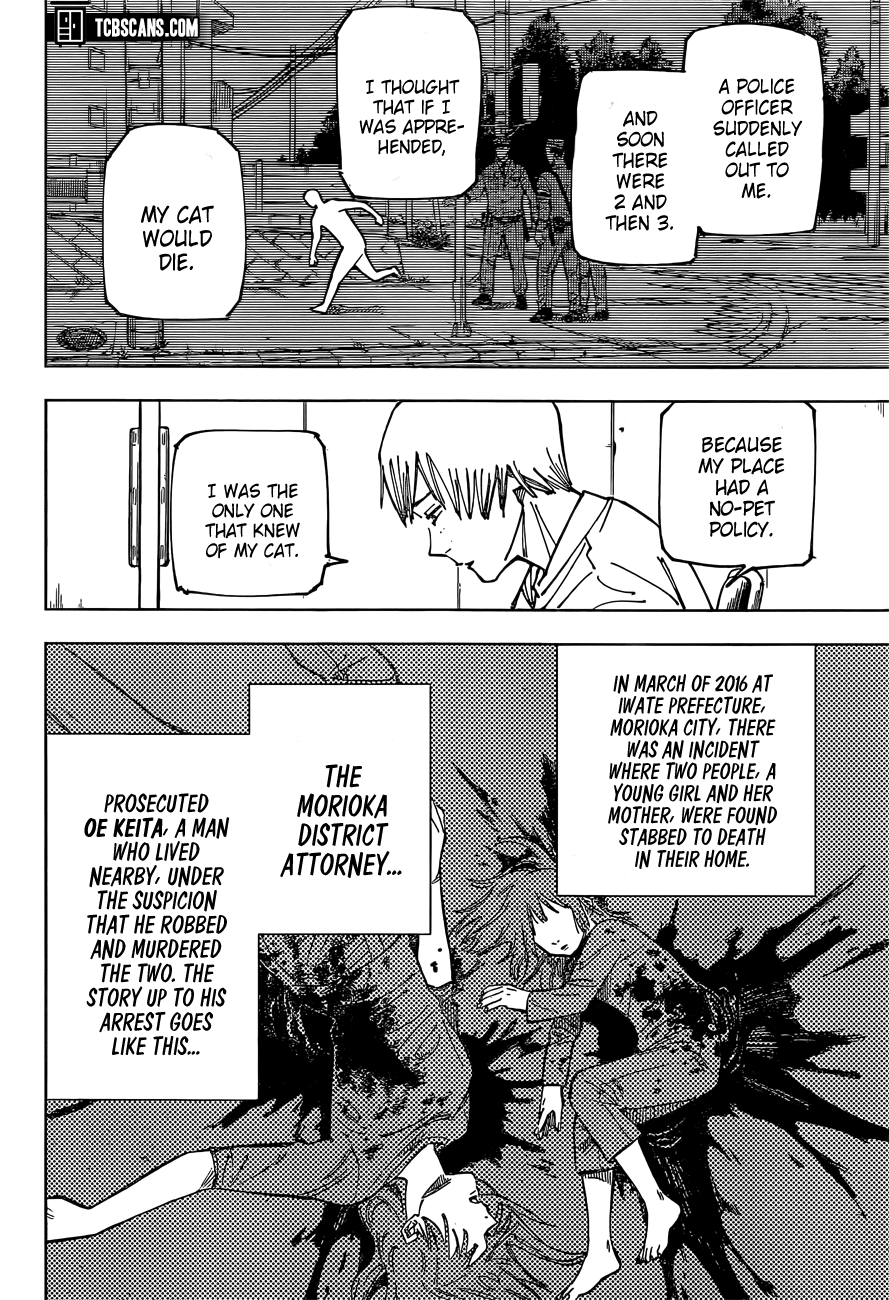 TCBSCANS.COM
A POLICE
OFFICER
SUDDENLY
CALLED
OUT TO
ME.
AND
SOON
THERE
WERE
2 AND
THEN 3.
I THOUGHT
THAT IF I
WAS APPRE-
HENDED,
MY CAT
WOULD
DIE.
BECAUSE
MY PLACE
HAD A
NO-PET
POLICY.
I WAS THE
ONLY ONE
THAT KNEW
OF MY CAT.
IN MARCH OF 2016 AT
IWATE PREFECTURE,
MORIOKA CITY, THERE
WAS AN INCIDENT
WHERE TWO PEOPLE, A
YOUNG GIRL AND HER
MOTHER, WERE FOUND
STABBED TO DEATH
IN THEIR HOME.
THE
MORIOKA
DISTRICT
ATTORNEY...
PROSECUTED
OE KEITA, A MAN
WHO LIVED
NEARBY, UNDER
THE SUSPICION
THAT HE ROBBED
AND MURDERED
THE TWO. THE
STORY UP TO HIS
ARREST GOES
LIKE THIS...